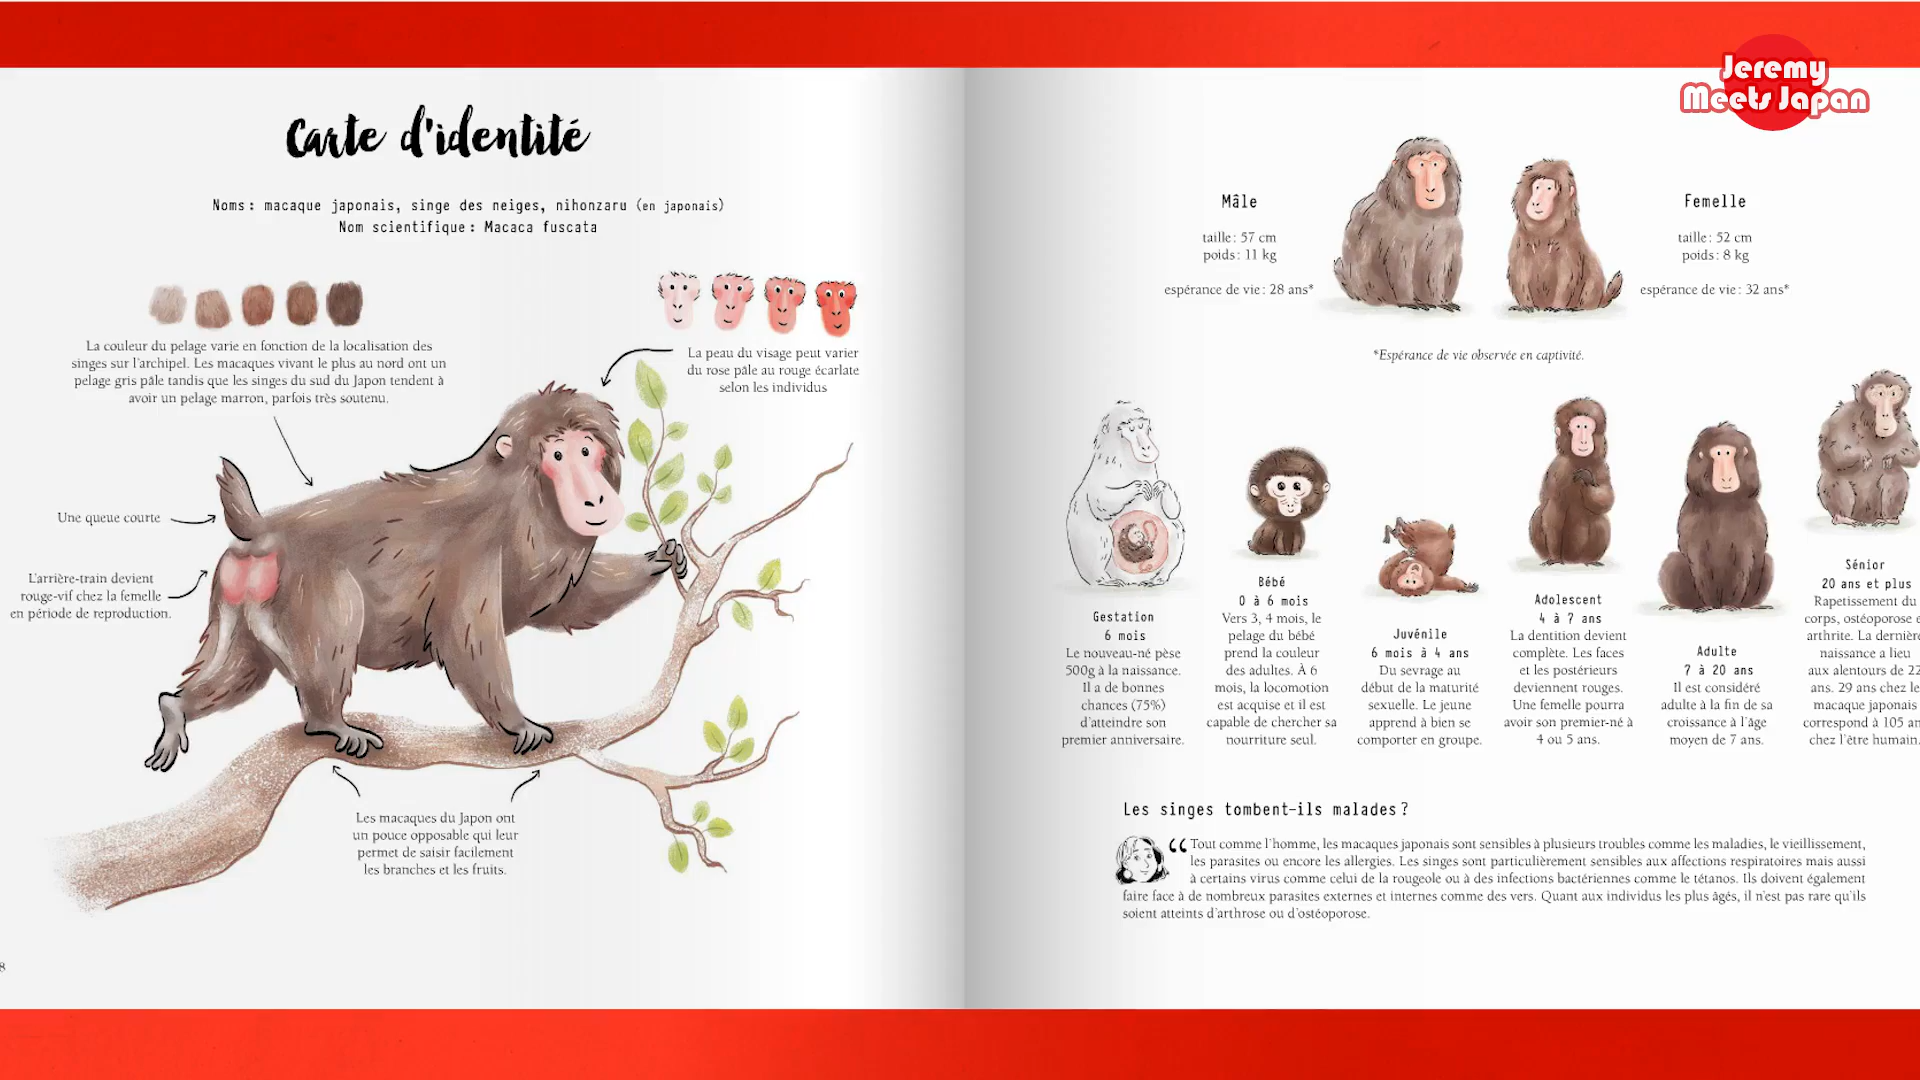 Jeremy
Meets Japan
Carte d'identité
Noms : macaque japonais, singe des neiges, nihonzaru (en japonais)
Nom scientifique : Macaca fuscata
La couleur du pelage varie en fonction de la localisation des
singes sur l'archipel. Les macaques vivant le plus au nord ont un
pelage gris pâle tandis que les singes du sud du Japon tendent à
avoir un pelage marron, parfois très soutenu.
La peau du visage peut varier
du rose pâle au rouge écarlate
selon les individus
Une queue courte
L'arrière-train devient
rouge-vif chez la femelle
en période de reproduction.
Les macaques du Japon ont
un pouce opposable qui leur
permet de saisir facilement
les branches et les fruits.
8
Mâle
taille : 57 cm
poids : 11 kg
espérance de vie : 28 ans*
Femelle
taille : 52 cm
poids : 8 kg
espérance de vie : 32 ans*
*Espérance de vie observée en captivité.
Gestation
6 mois
Le nouveau-né pèse
500g à la naissance.
Il a de bonnes
chances (75%)
d'atteindre son
premier anniversaire.
Bébé
0 à 6 mois
Vers 3, 4 mois, le
pelage du bébé
prend la couleur
des adultes. À 6
mois, la locomotion
est acquise et il est
capable de chercher sa
nourriture seul.
Juvénile
6 mois à 4 ans
Du sevrage au
début de la maturité
sexuelle. Le jeune
apprend à bien se
comporter en groupe.
Adolescent
4 à 7 ans
La dentition devient
complète. Les faces
et les postérieurs
deviennent rouges.
Une femelle pourra
avoir son premier-né à
4 ou 5 ans.
Adulte
7 à 20 ans
Il est considéré
adulte à la fin de sa
croissance à l'âge
moyen de 7 ans.
Sénior
20 ans et plus
Rapetissement du
corps, ostéoporose
arthrite. La dernière
naissance a lieu
aux alentours de 22
ans. 29 ans chez le
macaque japonais
correspond à 105 an
chez l'être humain.
Les singes tombent-ils malades ?
“ Tout comme l'homme, les macaques japonais sont sensibles à plusieurs troubles comme les maladies, le vieillissement,
les parasites ou encore les allergies. Les singes sont particulièrement sensibles aux affections respiratoires mais aussi
à certains virus comme celui de la rougeole ou à des infections bactériennes comme le tétanos. Ils doivent également
faire face à de nombreux parasites externes et internes comme des vers. Quant aux individus les plus âgés, il n'est pas rare qu'ils
soient atteints d'arthrose ou d'ostéoporose.